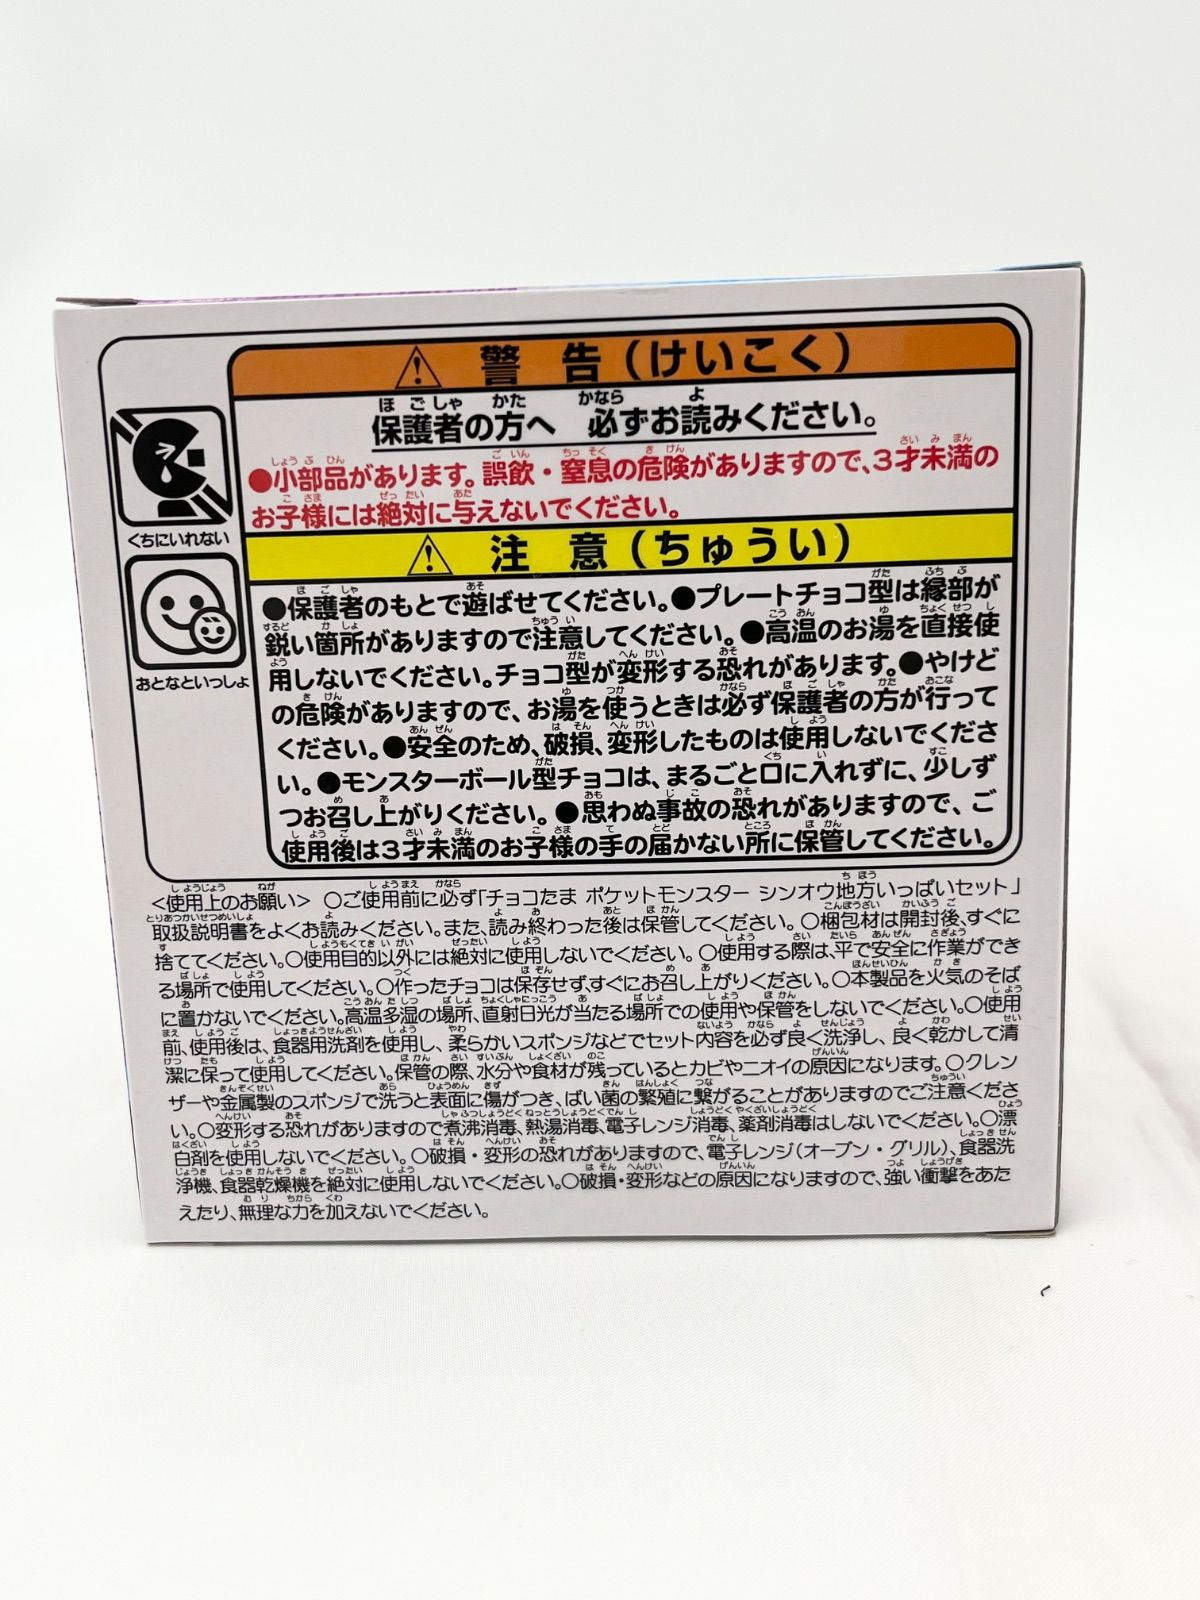 ⚠ 警 告(けいこく)
保護者の方へ 必ずお読みください。
●小部品があります。誤飲・窒息の危険がありますので、3才未満の
お子様には絶対に与えないでください。
くちにいれない
⚠ 注 意(ちゅうい)
おとなといっしょ
●保護者のもとで遊ばせてください。●プレートチョコ型は縁部が
鋭い箇所がありますので注意してください。●高温のお湯を直接使
用しないでください。チョコ型が変形する恐れがあります。●やけど
の危険がありますので、お湯を使うときは必ず保護者の方が行って
ください。●安全のため、破損、変形したものは使用しないでくださ
い。●モンスターボール型チョコは、まるごと口に入れずに、少しず
つお召し上がりください。●思わぬ事故の恐れがありますので、ご
使用後は3才未満のお子様の手の届かない所に保管してください。
<使用上のお願い> ○ご使用前に必ず「チョコたま ポケットモンスター シンオウ地方いっぱいセット」
取扱説明書をよくお読みください。また、読み終わった後は保管してください。○梱包材は開封後、すぐに
捨ててください。○使用目的以外には絶対に使用しないでください。○使用する際は、平で安全に作業ができ
る場所で使用してください。○作ったチョコは保存せず、すぐにお召し上がりください。○本製品を火気のそば
に置かないでください。高温多湿の場所、直射日光が当たる場所での使用や保管をしないでください。○使用
前、使用後は、食器用洗剤を使用し、柔らかいスポンジなどでセット内容を必ず良く洗浄し、良く乾かして清
潔に保って使用してください。保管の際、水分や食材が残っているとカビやニオイの原因になります。○クレン
ザーや金属製のスポンジで洗うと表面に傷がつき、ばい菌の繁殖に繋がることがありますのでご注意くださ
い。○変形する恐れがありますので煮沸消毒、熱湯消毒、電子レンジ消毒、薬剤消毒はしないでください。○漂
白剤を使用しないでください。○破損・変形の恐れがありますので、電子レンジ(オーブン・グリル)、食器洗
浄機、食器乾燥機を絶対に使用しないでください。○破損・変形などの原因になりますので、強い衝撃をあた
えたり、無理な力を加えないでください。